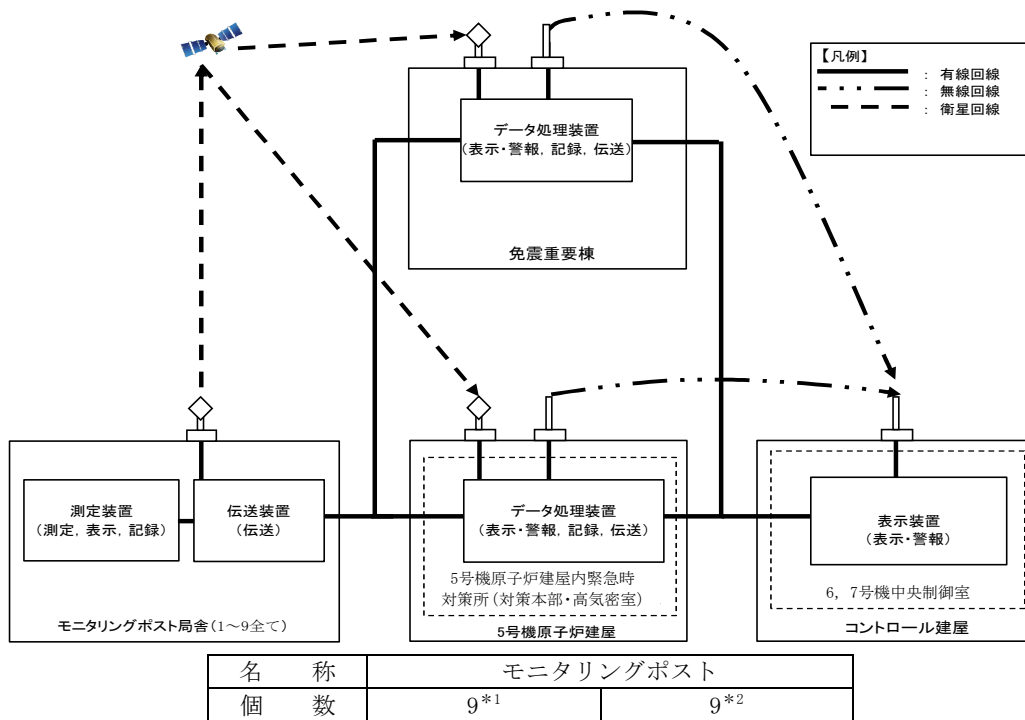 【凡例】
： 有線回線
： 無線回線
： 衛星回線
データ処理装置
(表示・警報, 記録, 伝送)
免震重要棟
測定装置
(測定, 表示, 記録)
伝送装置
(伝送)
モニタリングポスト局舎(1～9全て)
データ処理装置
(表示・警報, 記録, 伝送)
5号機原子炉建屋内緊急時
対策所(対策本部・高気密室)
5号機原子炉建屋
表示装置
(表示・警報)
6, 7号機中央制御室
コントロール建屋
名 称 モニタリングポスト
個 数 9*1 9*2